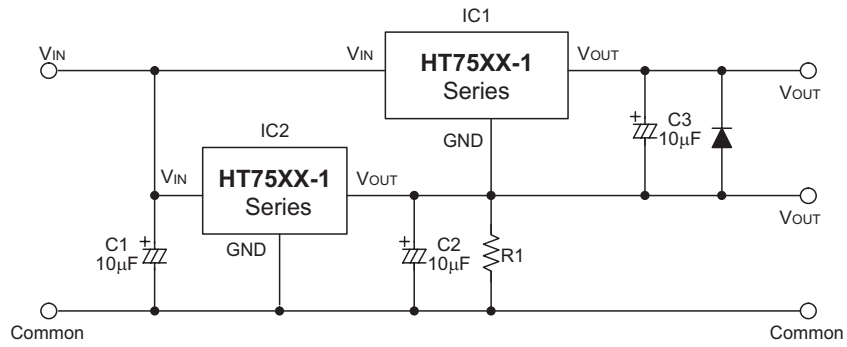 IC1
VIN
VIN
HT75XX-1
Series
VOUT
VOUT
GND
C3
10μF
IC2
VIN
HT75XX-1
Series
VOUT
VOUT
GND
C1
10μF
C2
10μF
R1
Common
Common